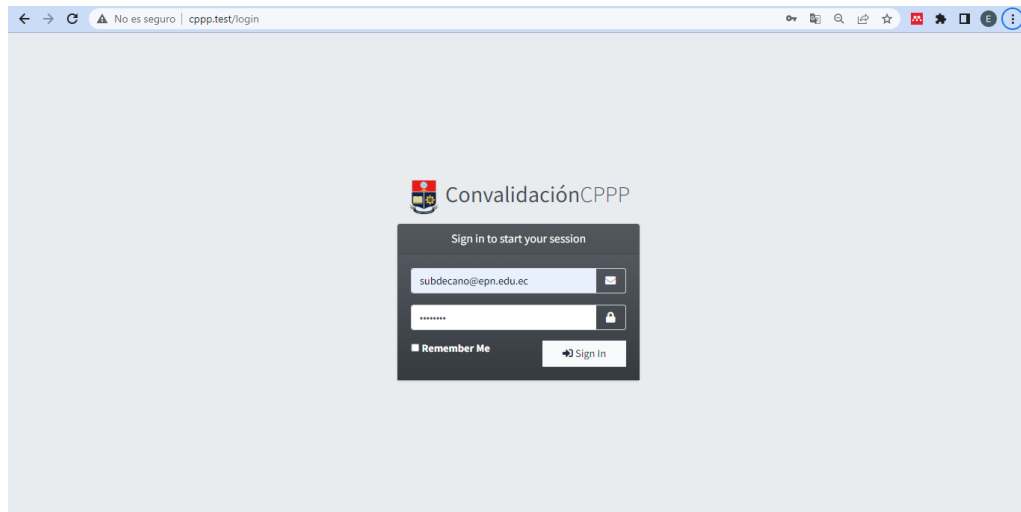 No es seguro | cppp.test/login
E
ConvalidaciónCPPP
Sign in to start your session
subdecano@epn.edu.ec
••••••••
Remember Me
Sign In